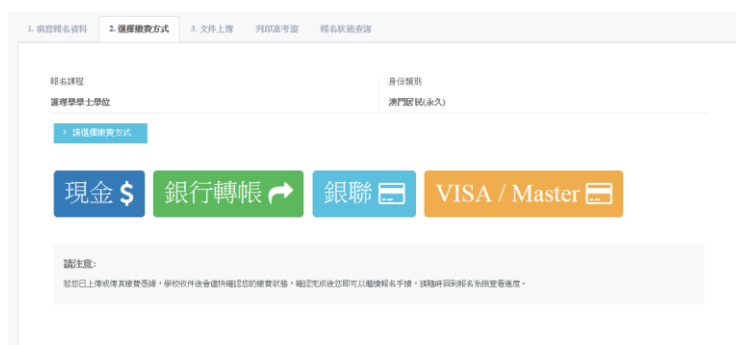 1. 填寫報名資料 2. 選擇繳費方式 3. 文件上傳 列印准考證 報名狀態查詢
報名課程 身份類別
護理學學士學位 澳門居民(永久)
> 請選擇繳費方式
現金 $ 銀行轉帳 銀聯 VISA / Master
請注意:
若您已上傳或傳真繳費憑據，學校收件後會儘快確認您的繳費狀態，確認完成後您即可以繼續報名手續，請隨時回到報名系統查看進度。